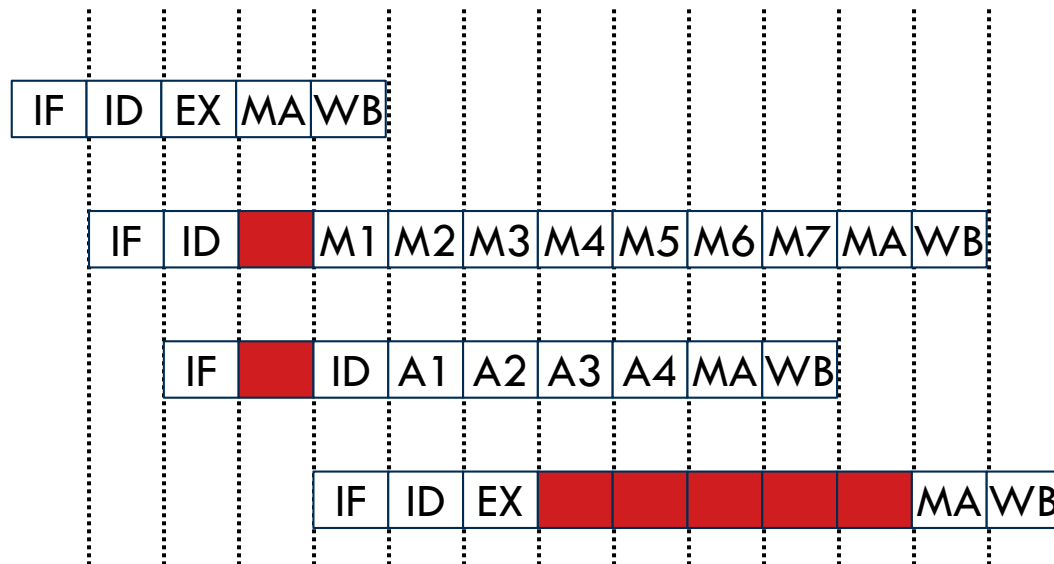 IF ID EX MA WB
IF ID M1 M2 M3 M4 M5 M6 M7 MA WB
IF ID A1 A2 A3 A4 MA WB
IF ID EX MA WB